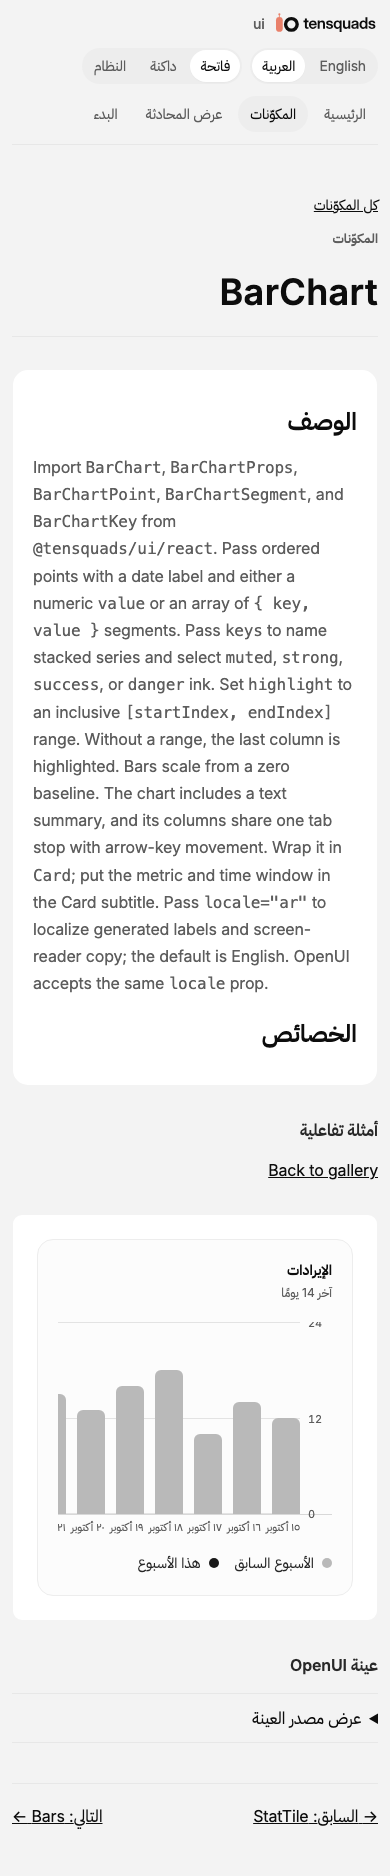 tensquads ui
English العربية فاتحة داكنة النظام
الرئيسية المكوّنات عرض المحادثة البدء
كل المكوّنات
المكوّنات
BarChart
الوصف
Import BarChart, BarChartProps,
BarChartPoint, BarChartSegment, and
BarChartKey from
@tensquads/ui/react. Pass ordered
points with a date label and either a
numeric value or an array of { key,
value } segments. Pass keys to name
stacked series and select muted, strong,
success, or danger ink. Set highlight to
an inclusive [startIndex, endIndex]
range. Without a range, the last column is
highlighted. Bars scale from a zero
baseline. The chart includes a text
summary, and its columns share one tab
stop with arrow-key movement. Wrap it in
Card; put the metric and time window in
the Card subtitle. Pass locale="ar" to
localize generated labels and screen-
reader copy; the default is English. OpenUI
accepts the same locale prop.
الخصائص
أمثلة تفاعلية
Back to gallery
الإيرادات
آخر 14 يومًا
24
12
0
١٥ أكتوبر ١٦ أكتوبر ١٧ أكتوبر ١٨ أكتوبر ١٩ أكتوبر ٢٠ أكتوبر ٢١
الأسبوع السابق هذا الأسبوع
عينة OpenUI
عرض مصدر العينة
→ السابق: StatTile
التالي: Bars ←